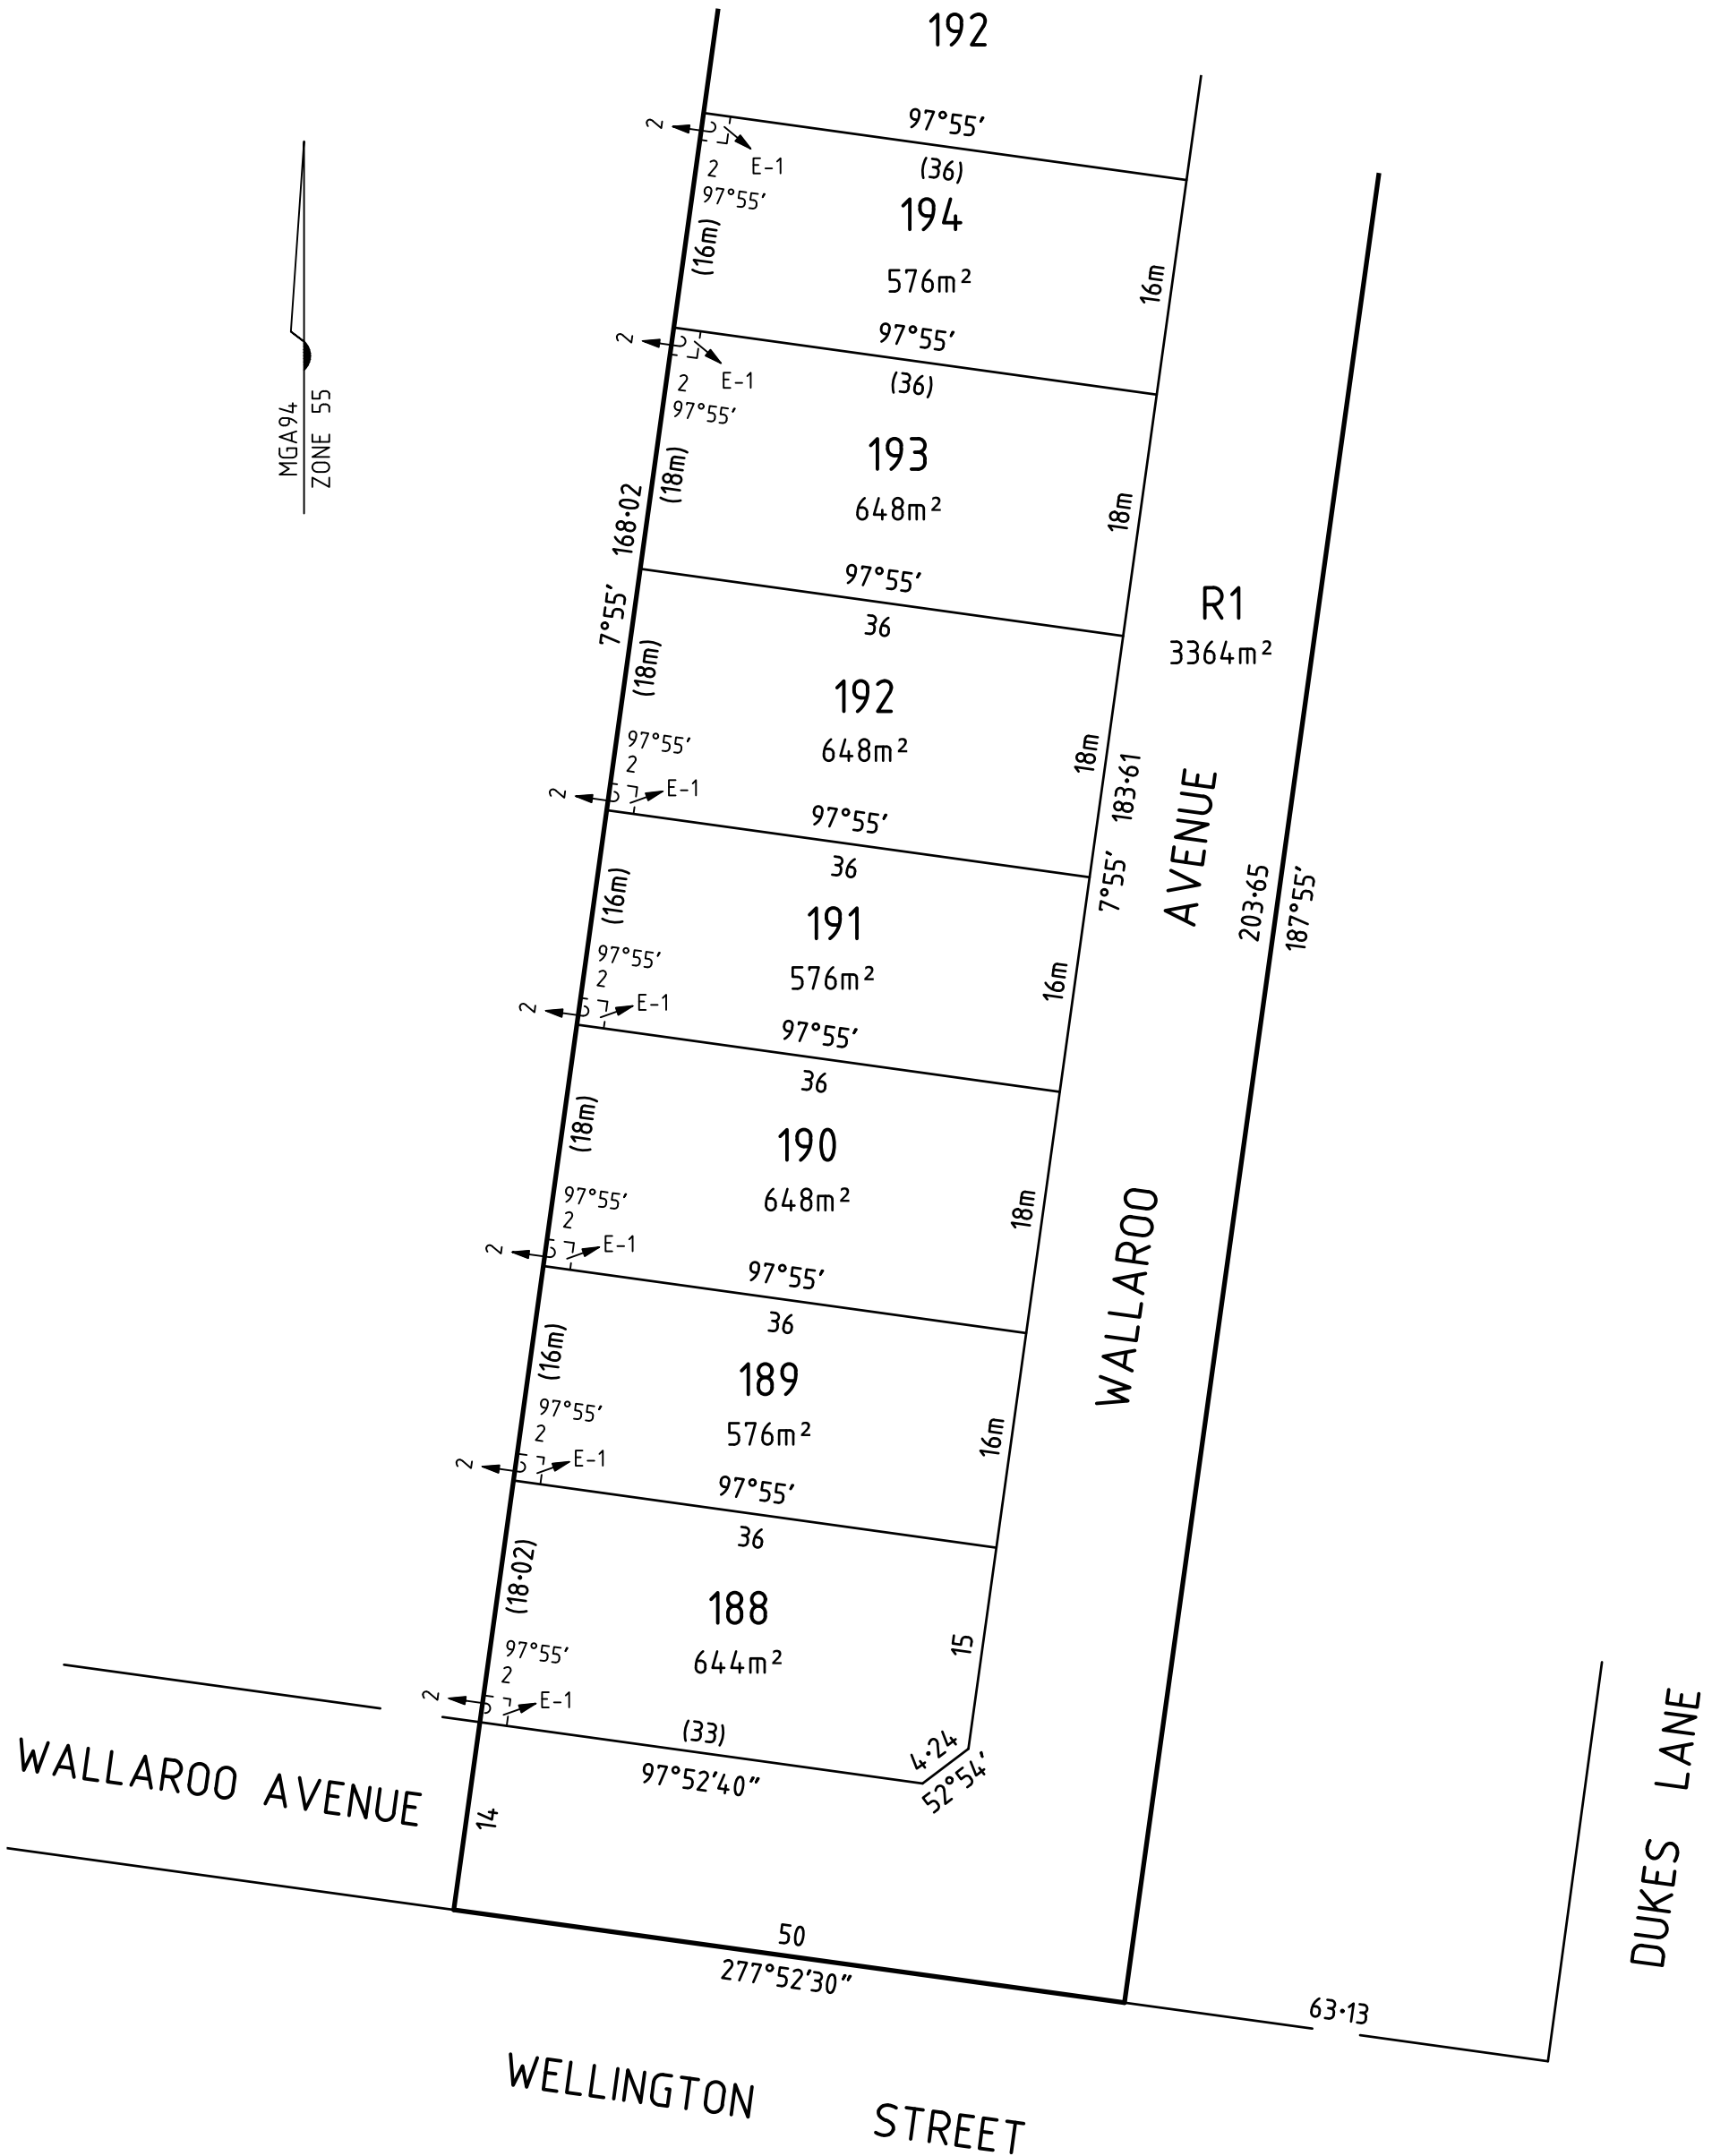 192
97°55′
(36)
2
E-1
2
97°55′
194
(16m)
576m²
16m
97°55′
(36)
2
E-1
2
97°55′
193
(18m)
648m²
18m
MGA94
ZONE 55
7°55′ 168·02
97°55′
36
R1
3364m²
(18m)
192
648m²
18m
97°55′
2
2
E-1
97°55′
36
7°55′ 183·61
WALLAROO AVENUE
203·65
187°55′
(16m)
191
576m²
16m
97°55′
2
2
E-1
97°55′
36
(18m)
190
648m²
18m
97°55′
2
2
E-1
97°55′
36
(16m)
189
576m²
16m
97°55′
2
2
E-1
97°55′
36
(18·02)
188
644m²
15
97°55′
2
2
E-1
(33)
97°52′40″
4·24
52°54′
WALLAROO AVENUE
14
DUKES LANE
50
277°52′30″
63·13
WELLINGTON STREET